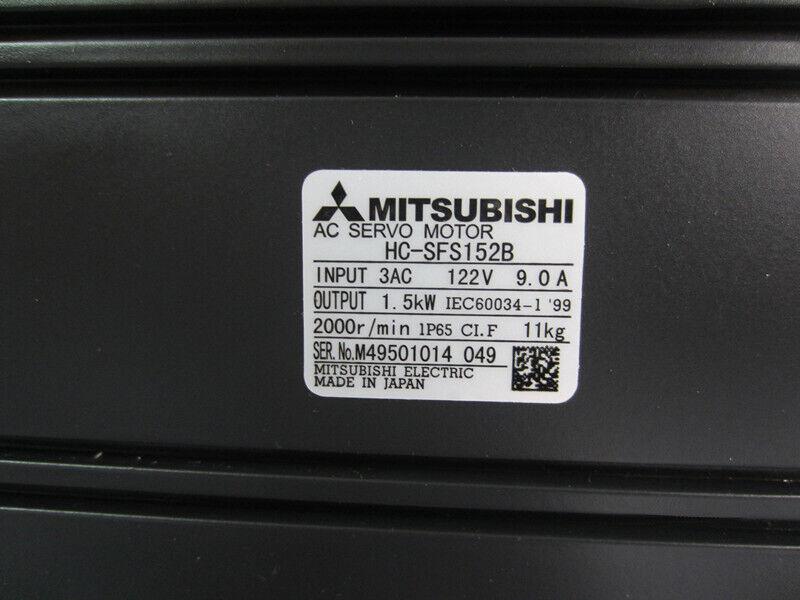 MITSUBISHI
AC SERVO MOTOR
HC-SFS152B
INPUT 3AC 122V 9.0A
OUTPUT 1.5kW IEC60034-1 '99
2000r/min IP65 CI.F 11kg
SER.No.M49501014 049
MITSUBISHI ELECTRIC
MADE IN JAPAN